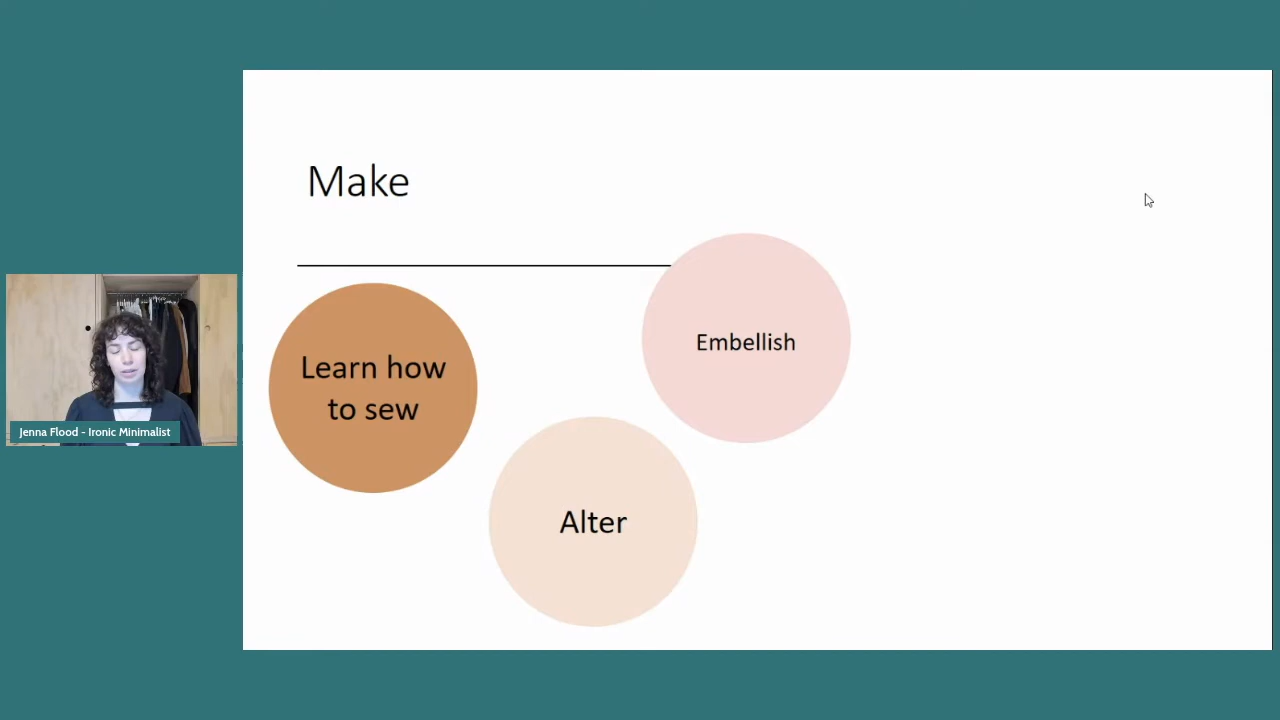 Make
Embellish
Learn how
to sew
Alter
Jenna Flood - Ironic Minimalist